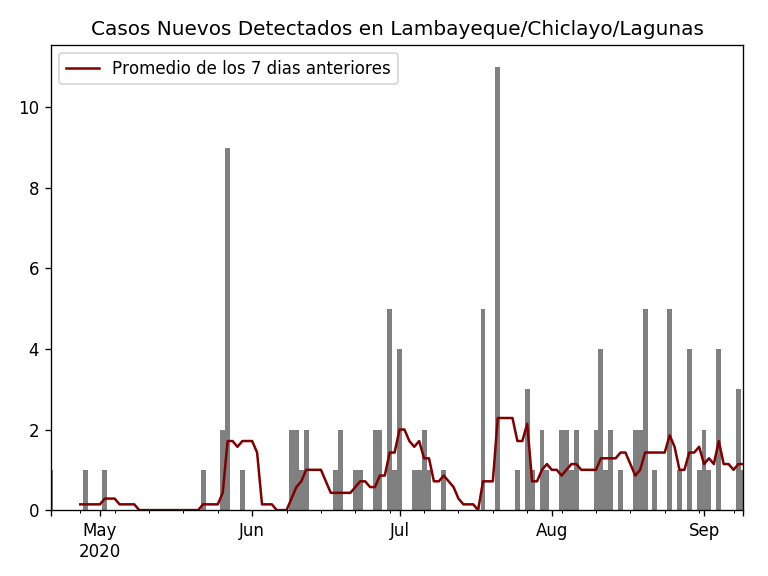 Casos Nuevos Detectados en Lambayeque/Chiclayo/Lagunas
Promedio de los 7 dias anteriores
10
8
6
4
2
0
May Jun Jul Aug Sep
2020